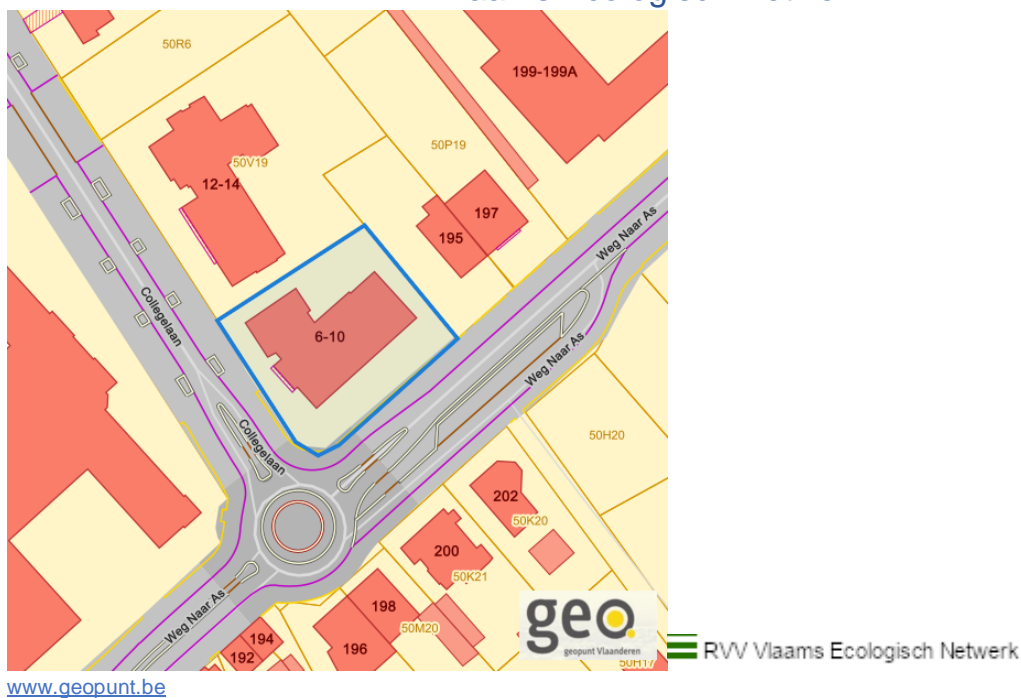 50R6
199-199A
50P19
50V19
12-14
197
195
Weg Naar As
Collegelaan
6-10
Weg Naar As
Collegelaan
50H20
202
50K20
200
50K21
198
50M20
196
194
192
Weg Naar As
geo
geopunt Vlaanderen
50H17
RVV Vlaams Ecologisch Netwerk
www.geopunt.be